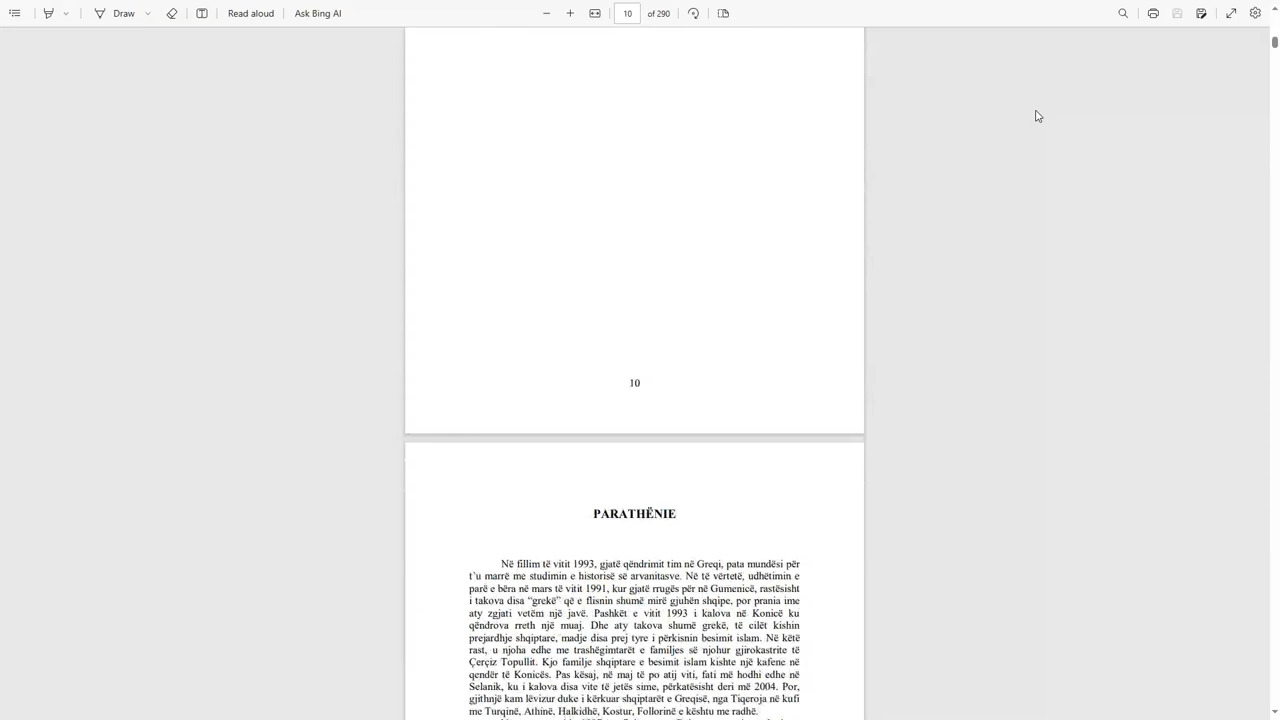 Draw
Read aloud
Ask Bing AI
10
of 290
10
PARATHËNIE
Në fillim të vitit 1993, gjatë qëndrimit tim në Greqi, pata mundësi për
t’u marrë me studimin e historisë së arvanitasve. Në të vërtetë, udhëtimin e
parë e bëra në mars të vitit 1991, kur gjatë rrugës për në Gumenicë, rastësisht
i takova disa “grekë” që e flisnin shumë mirë gjuhën shqipe, por prania ime
aty zgjati vetëm një javë. Pashkët e vitit 1993 i kalova në Konicë ku
qëndrova rreth një muaj. Dhe aty takova shumë grekë, të cilët kishin
prejardhje shqiptare, madje disa prej tyre i përkisnin besimit islam. Në këtë
rast, u njoha edhe me trashëgimtarët e familjes së njohur gjirokastrite të
Çerçiz Topullit. Kjo familje shqiptare e besimit islam kishte një kafene në
qendër të Konicës. Pas kësaj, në maj të po atij viti, fati më hodhi edhe në
Selanik, ku i kalova disa vite të jetës sime, përkatësisht deri më 2004. Por,
gjithnjë kam lëvizur duke i kërkuar shqiptarët e Greqisë, nga Tiqeroja në kufi
me Turqinë, Athinë, Halkidhë, Kostur, Follorinë e kështu me radhë.